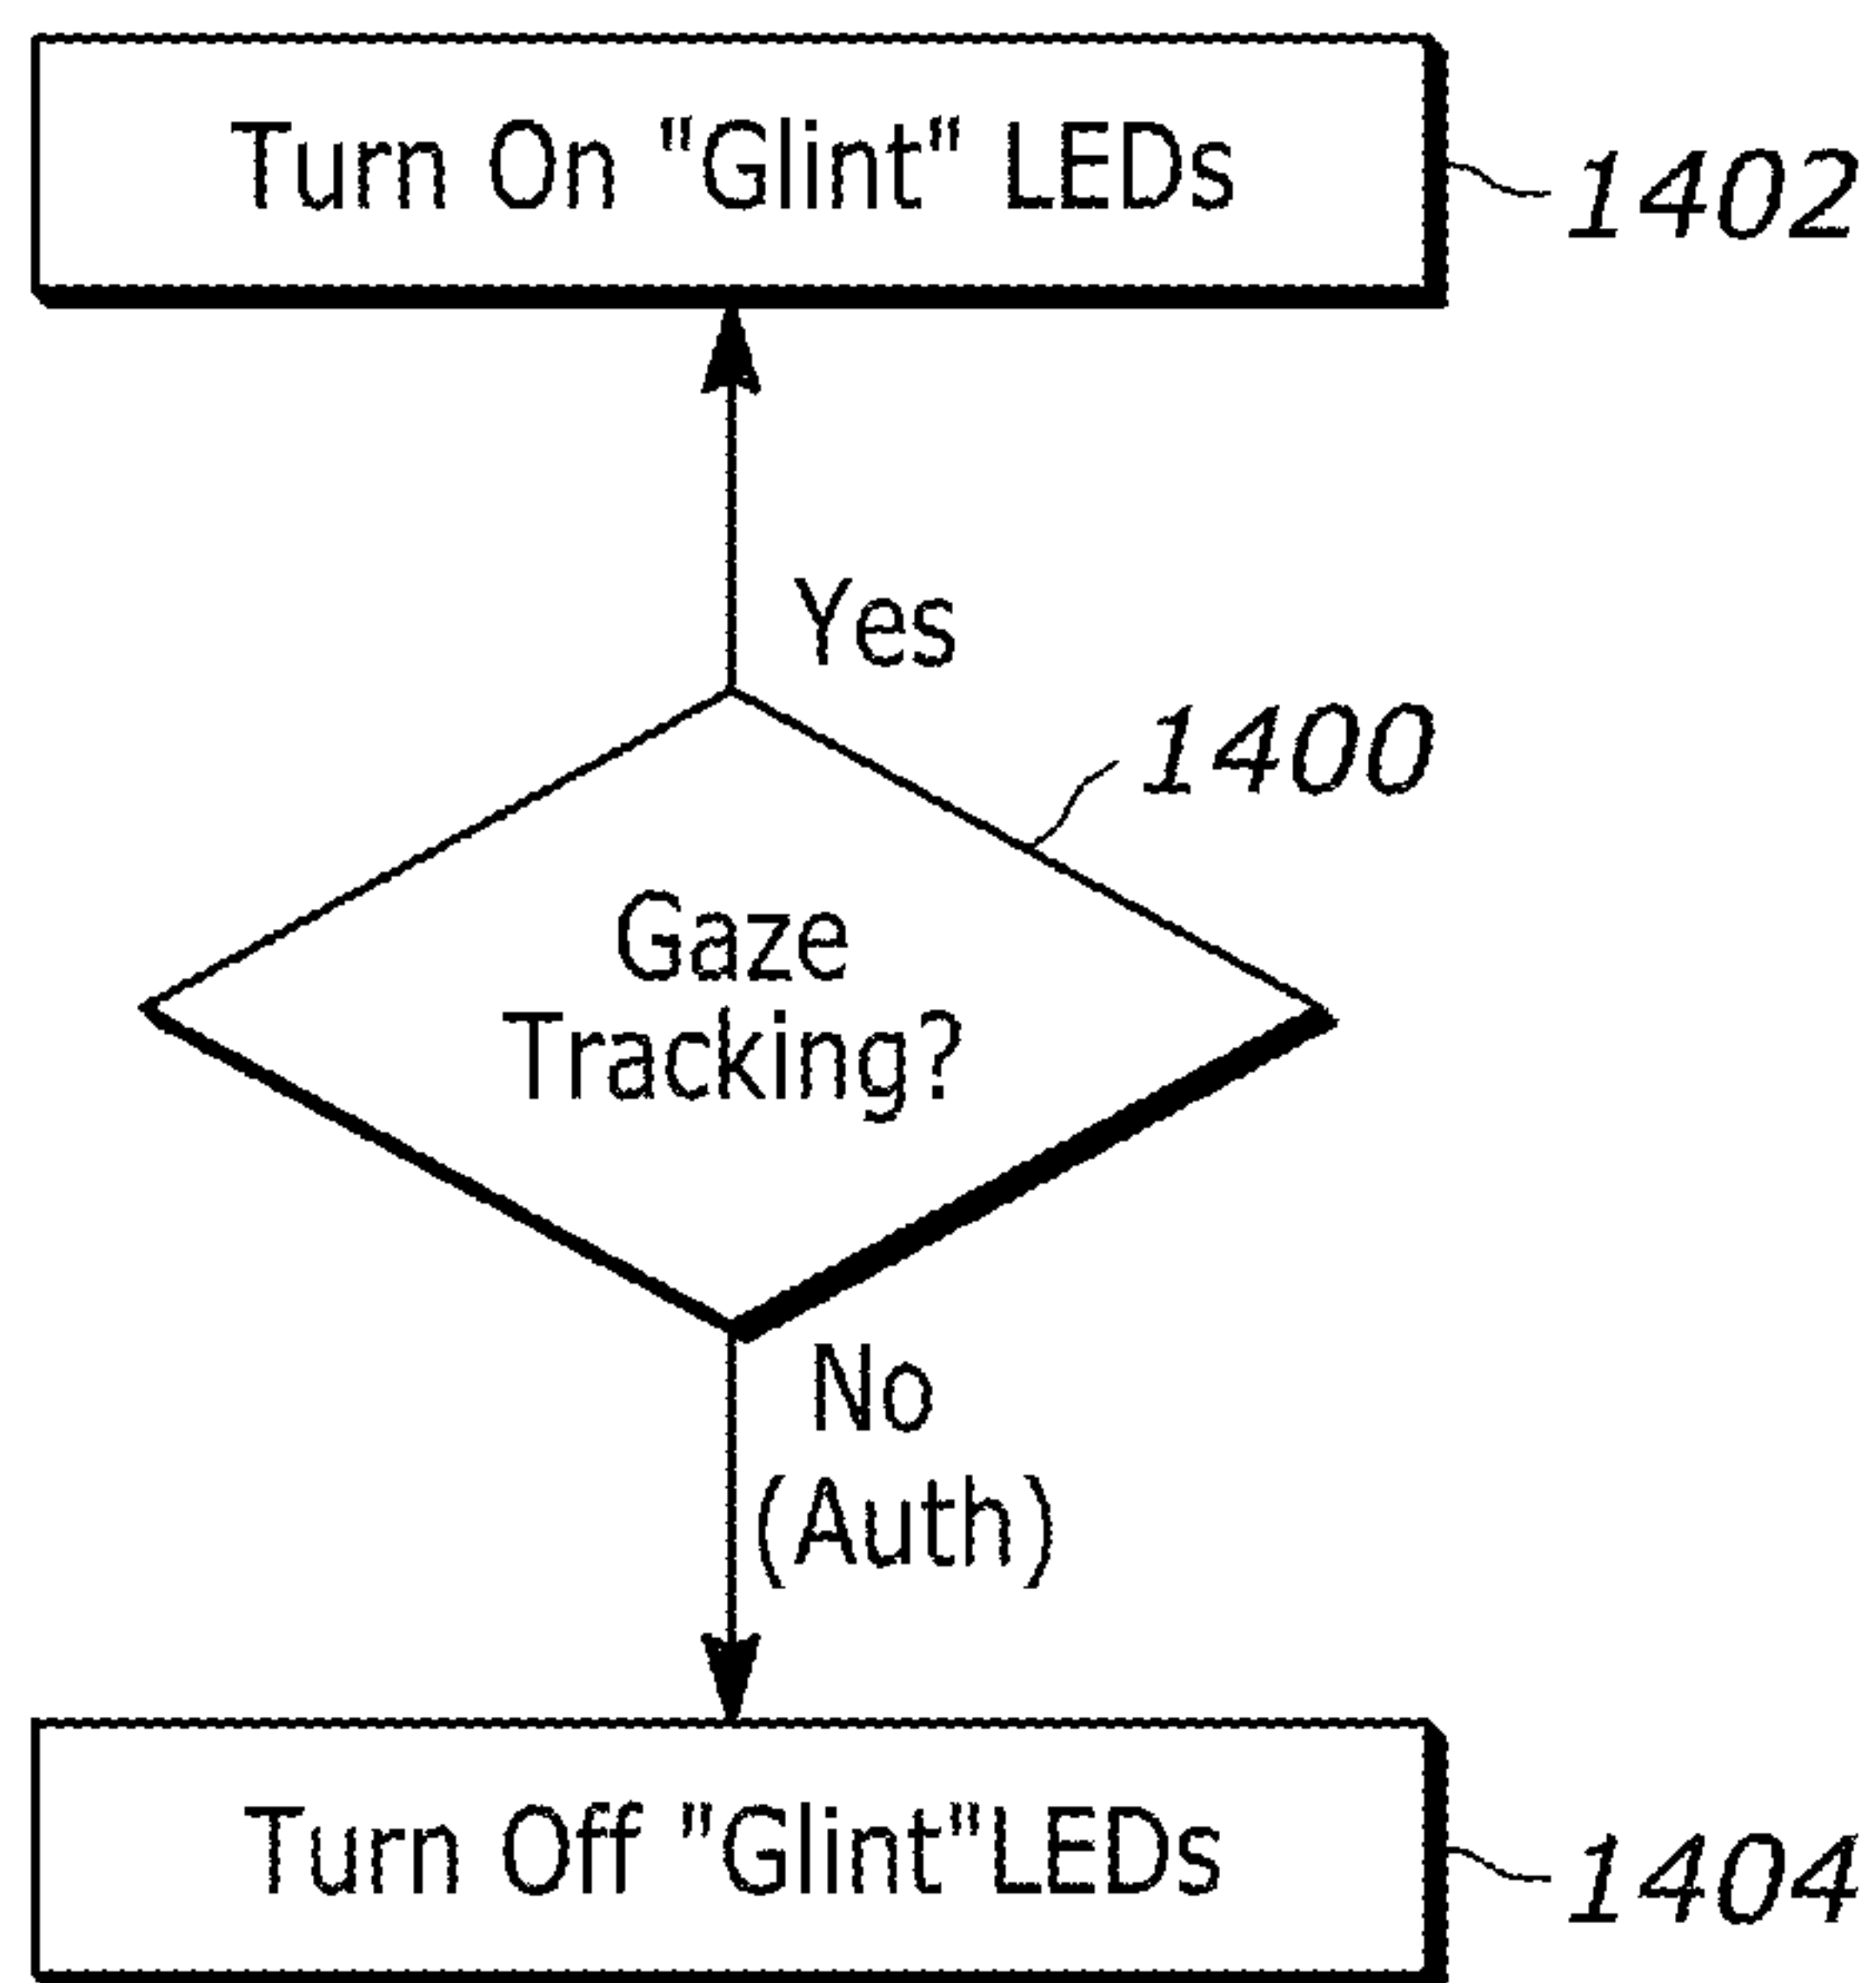 Turn On "Glint" LEDs
1402
Yes
1400
Gaze
Tracking?
No
(Auth)
Turn Off "Glint"LEDs
1404